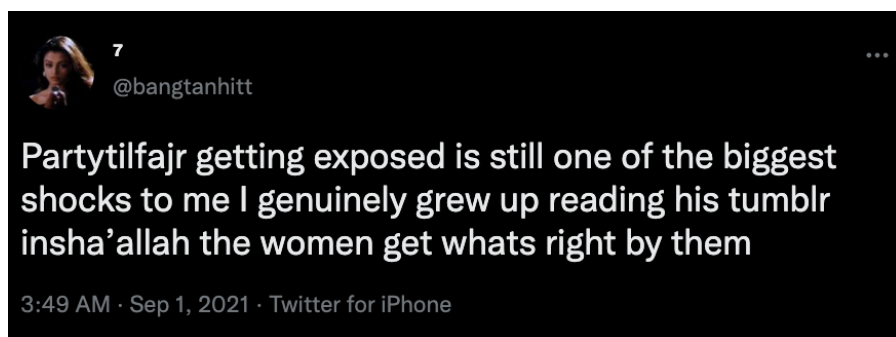 7
@bangtanhitt
Partytilfajr getting exposed is still one of the biggest
shocks to me I genuinely grew up reading his tumblr
insha’allah the women get whats right by them
3:49 AM · Sep 1, 2021 · Twitter for iPhone